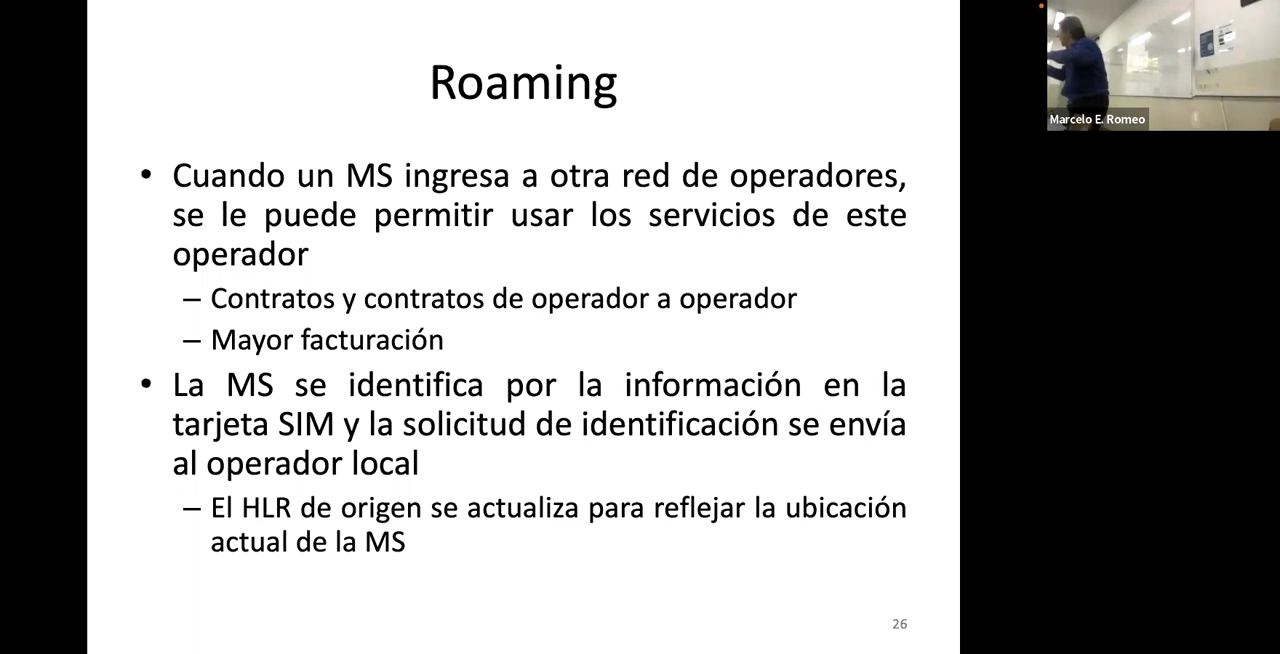 Roaming
• Cuando un MS ingresa a otra red de operadores,
se le puede permitir usar los servicios de este
operador
– Contratos y contratos de operador a operador
– Mayor facturación
• La MS se identifica por la información en la
tarjeta SIM y la solicitud de identificación se envía
al operador local
– El HLR de origen se actualiza para reflejar la ubicación
actual de la MS
26
Marcelo E. Romeo